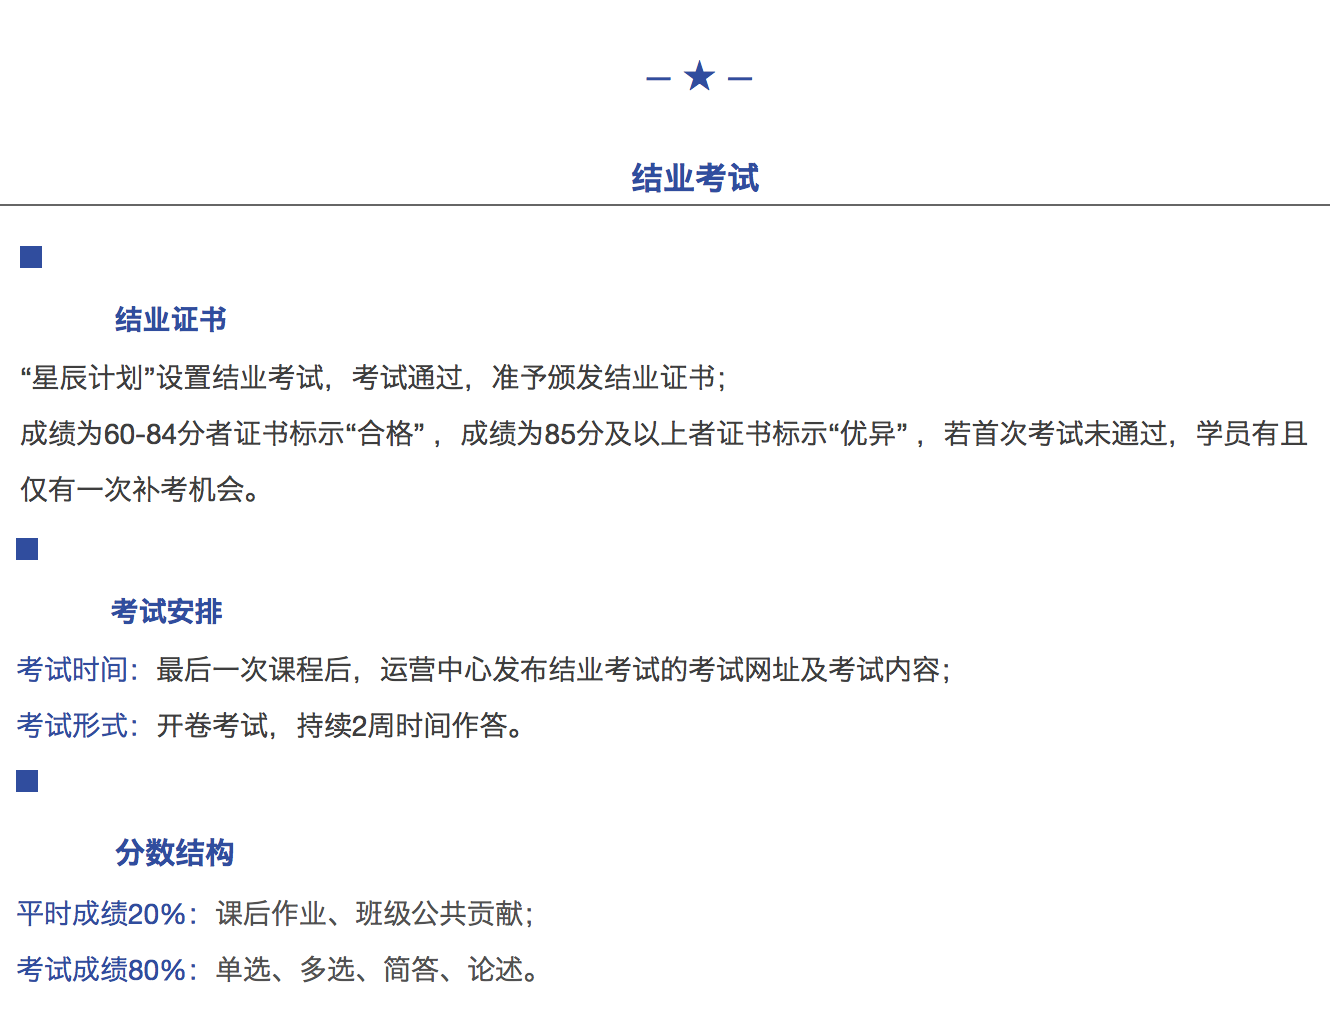 结业考试
结业证书
“星辰计划”设置结业考试，考试通过，准予颁发结业证书；
成绩为60-84分者证书标示“合格” ，成绩为85分及以上者证书标示“优异” ，若首次考试未通过，学员有且
仅有一次补考机会。
考试安排
考试时间：最后一次课程后，运营中心发布结业考试的考试网址及考试内容；
考试形式：开卷考试，持续2周时间作答。
分数结构
平时成绩20%：课后作业、班级公共贡献；
考试成绩80%：单选、多选、简答、论述。